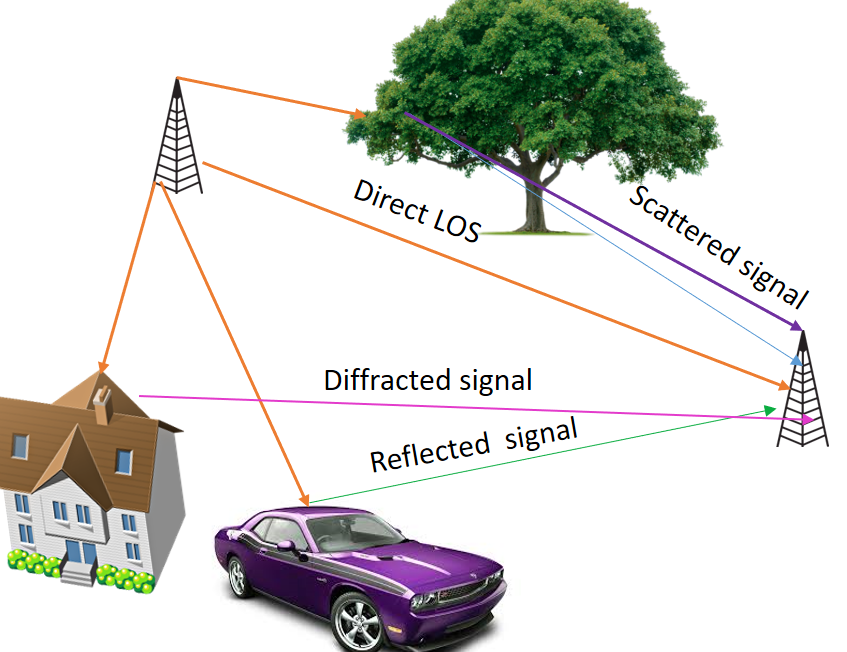 Direct LOS
Scattered signal
Diffracted signal
Reflected  signal